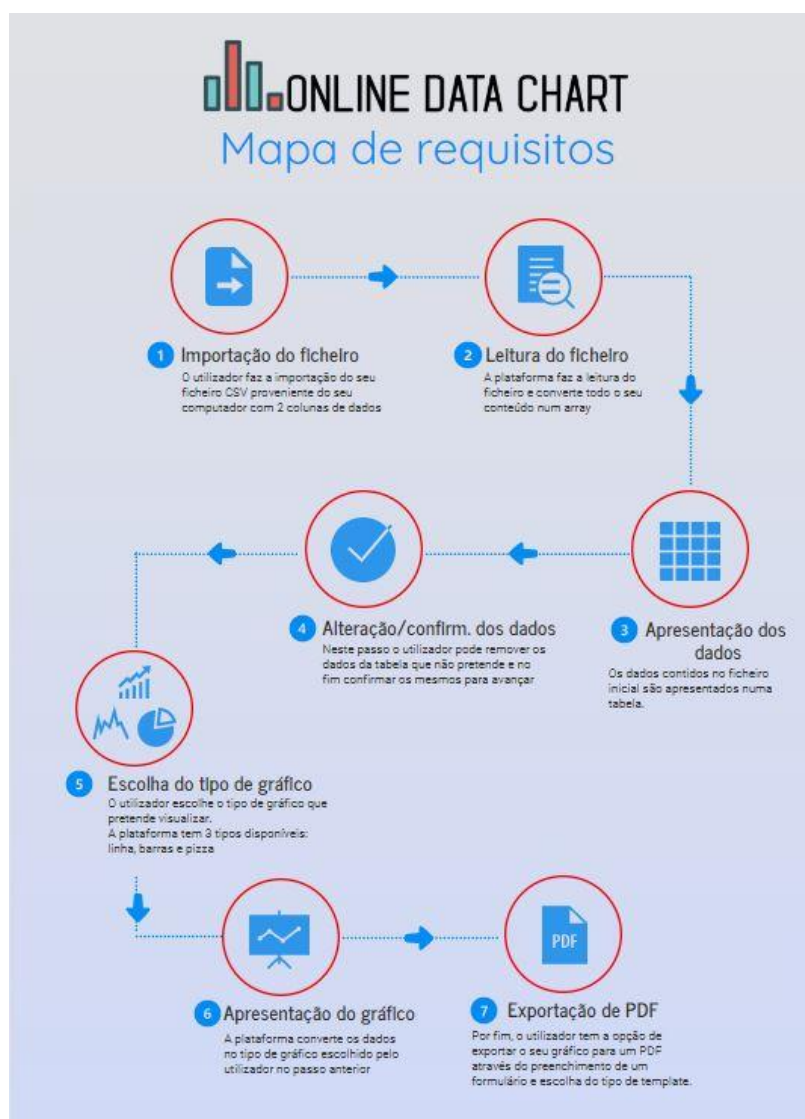 ONLINE DATA CHART
Mapa de requisitos
1 Importação do ficheiro
O utilizador faz a importação do seu
ficheiro CSV proveniente do seu
computador com 2 colunas de dados
2 Leitura do ficheiro
A plataforma faz a leitura do
ficheiro e converte todo o seu
conteúdo num array
3 Apresentação dos
dados
Os dados contidos no ficheiro
inicial são apresentados numa
tabela.
4 Alteração/confirm. dos dados
Neste passo o utilizador pode remover os
dados da tabela que não pretende e no
fim confirmar os mesmos para avançar
5 Escolha do tipo de gráfico
O utilizador escolhe o tipo de gráfico que
pretende visualizar.
A plataforma tem 3 tipos disponíveis:
linha, barras e pizza
6 Apresentação do gráfico
A plataforma converte os dados
no tipo de gráfico escolhido pelo
utilizador no passo anterior
PDF
7 Exportação de PDF
Por fim, o utilizador tem a opção de
exportar o seu gráfico para um PDF
através do preenchimento de um
formulário e escolha do tipo de template.